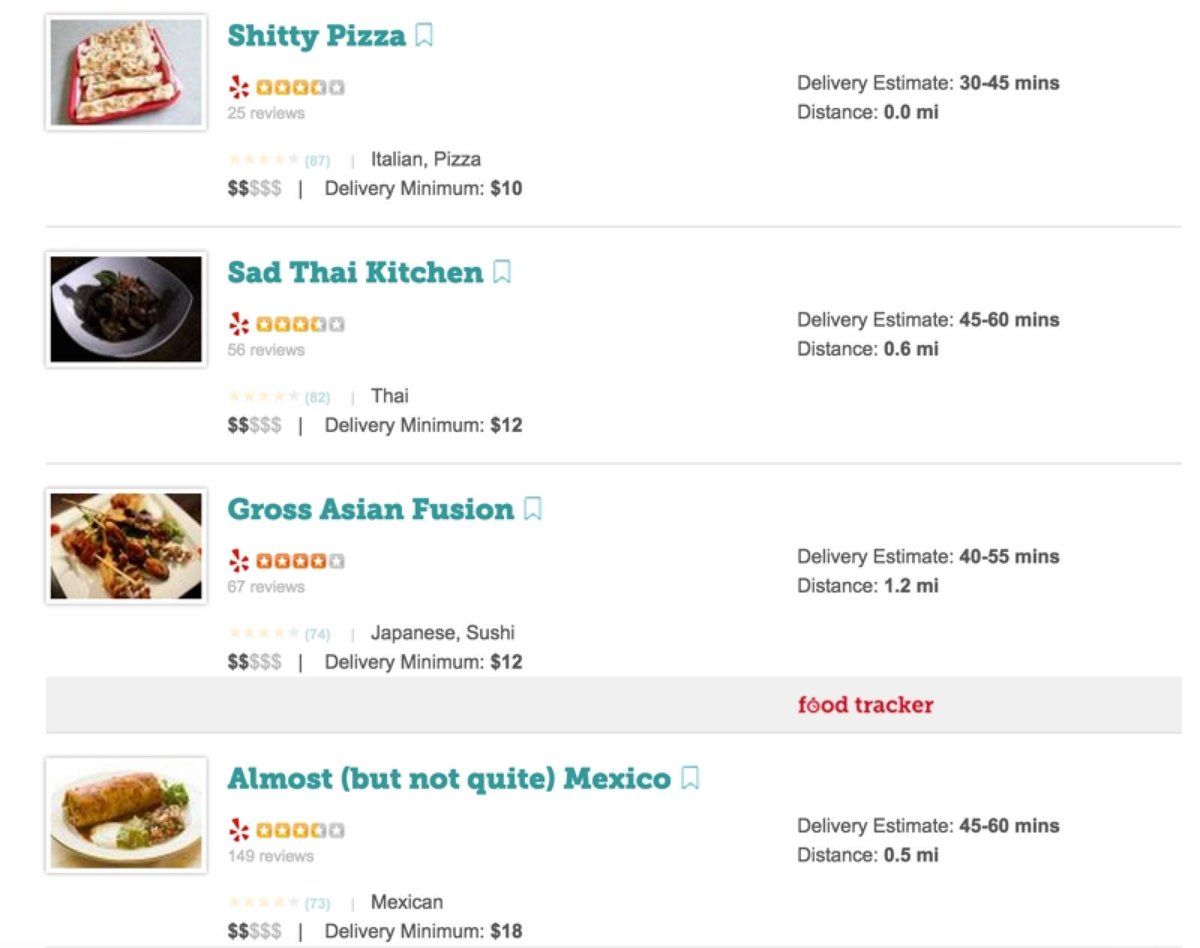 Shitty Pizza
25 reviews
Delivery Estimate: 30-45 mins
Distance: 0.0 mi
(87) | Italian, Pizza
$$$$$ | Delivery Minimum: $10
Sad Thai Kitchen
56 reviews
Delivery Estimate: 45-60 mins
Distance: 0.6 mi
(82) | Thai
$$$$$ | Delivery Minimum: $12
Gross Asian Fusion
67 reviews
Delivery Estimate: 40-55 mins
Distance: 1.2 mi
(74) | Japanese, Sushi
$$$$$ | Delivery Minimum: $12
food tracker
Almost (but not quite) Mexico
149 reviews
Delivery Estimate: 45-60 mins
Distance: 0.5 mi
(73) | Mexican
$$$$$ | Delivery Minimum: $18